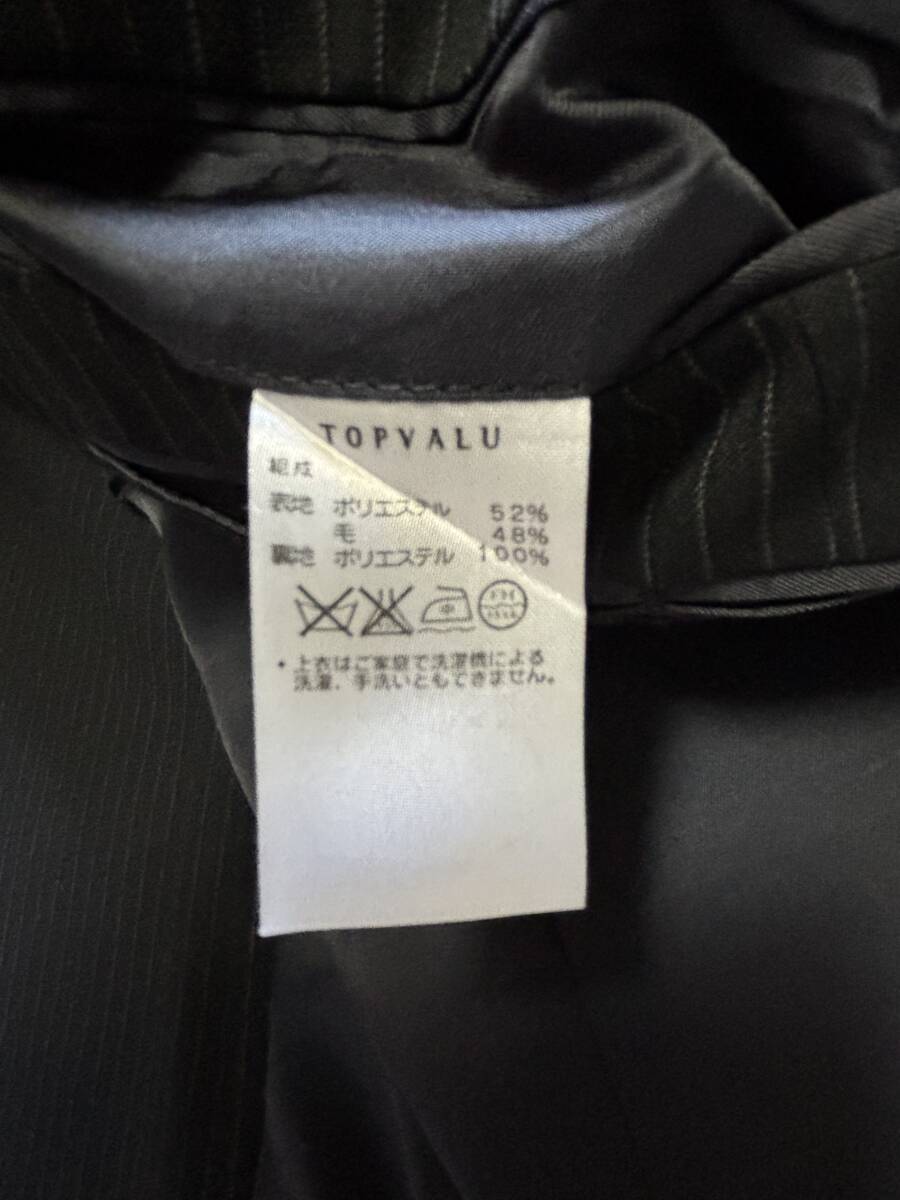 TOPVALU
組成
表地 ポリエステル 52%
毛 48%
裏地 ポリエステル 100%
中
・上衣はご家庭で洗濯機による
洗濯、手洗いともできません。